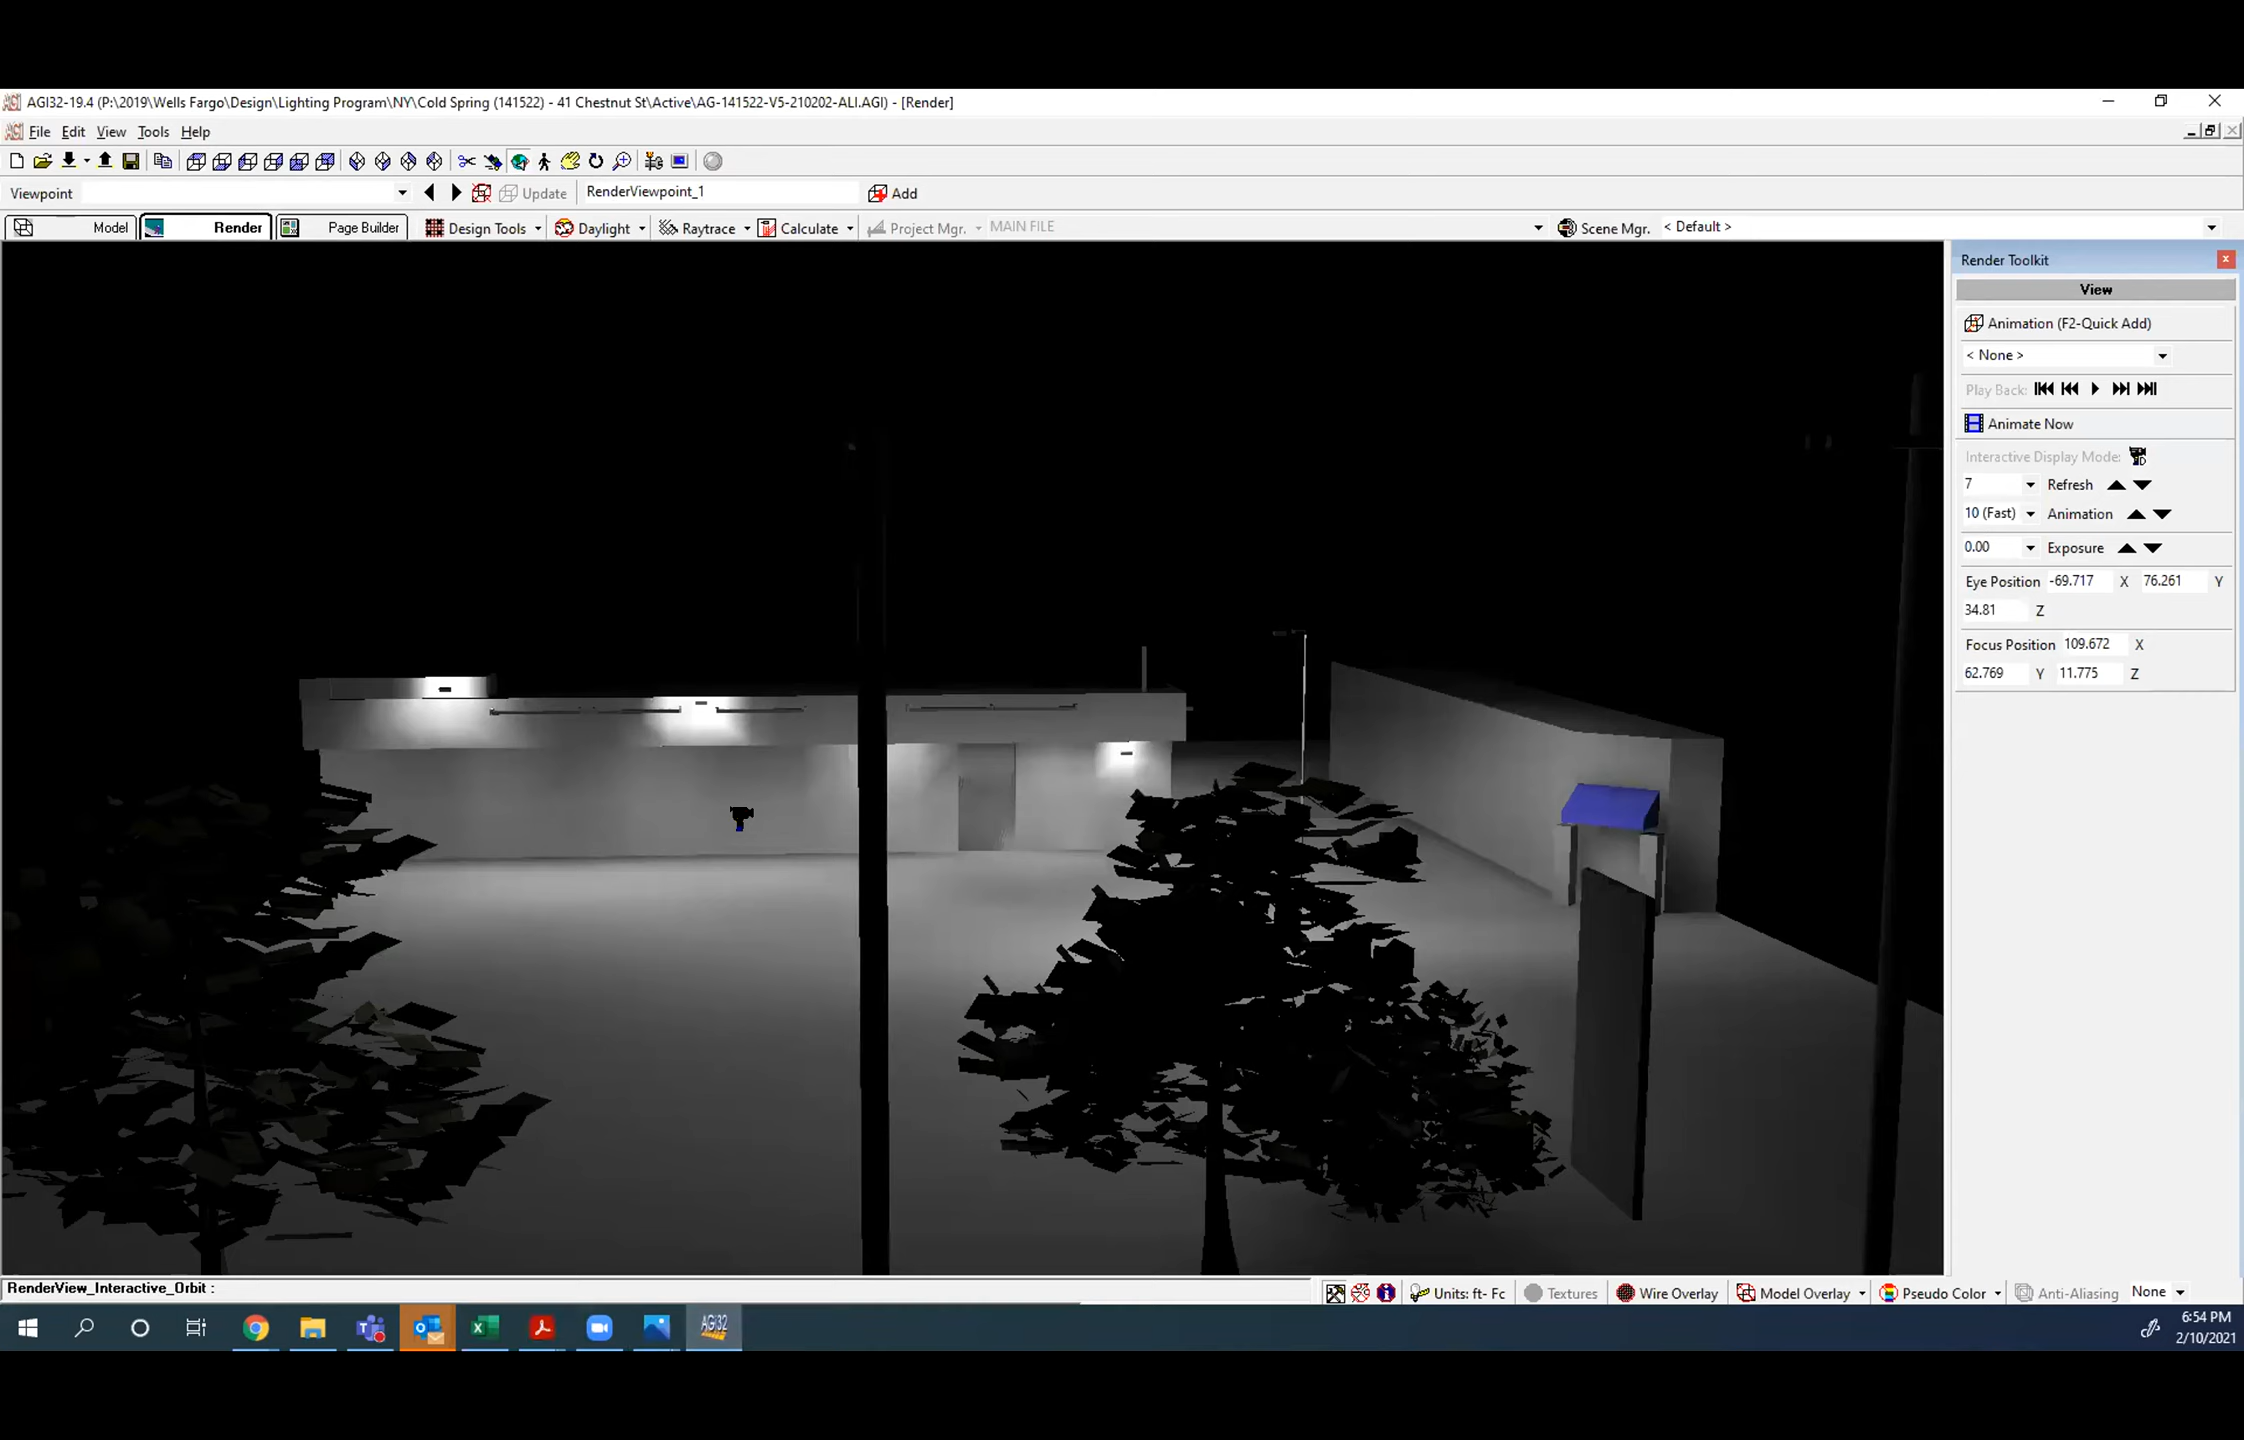 AGI32-19.4 (P:\2019\Wells Fargo\Design\Lighting Program\NY\Cold Spring (141522) - 41 Chestnut St\Active\AG-141522-V5-210202-ALI.AGI) - [Render]
File Edit View Tools Help
Viewpoint Update RenderViewpoint_1 Add
Model Render Page Builder Design Tools Daylight Raytrace Calculate Project Mgr. MAIN FILE Scene Mgr. < Default >
Render Toolkit
View
Animation (F2-Quick Add)
< None >
Play Back:
Animate Now
Interactive Display Mode:
7 Refresh
10 (Fast) Animation
0.00 Exposure
Eye Position -69.717 X 76.261 Y
34.81 Z
Focus Position 109.672 X
62.769 Y 11.775 Z
RenderView_Interactive_Orbit :
Units: ft- Fc Textures Wire Overlay Model Overlay Pseudo Color Anti-Aliasing None
AGI32
6:54 PM
2/10/2021